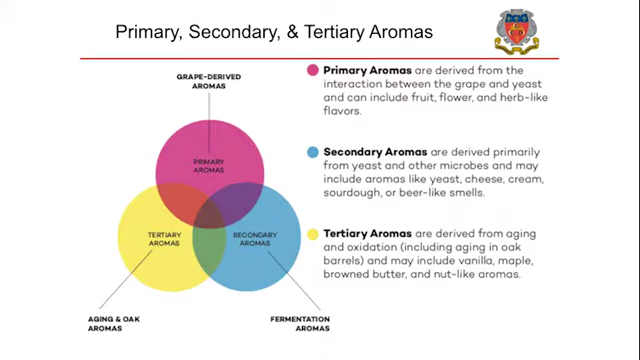 Primary, Secondary, & Tertiary Aromas
GRAPE-DERIVED
AROMAS
PRIMARY
AROMAS
TERTIARY
AROMAS
SECONDARY
AROMAS
AGING & OAK
AROMAS
FERMENTATION
AROMAS
Primary Aromas are derived from the
interaction between the grape and yeast
and can include fruit, flower, and herb-like
flavors.
Secondary Aromas are derived primarily
from yeast and other microbes and may
include aromas like yeast, cheese, cream,
sourdough, or beer-like smells.
Tertiary Aromas are derived from aging
and oxidation (including aging in oak
barrels) and may include vanilla, maple,
browned butter, and nut-like aromas.